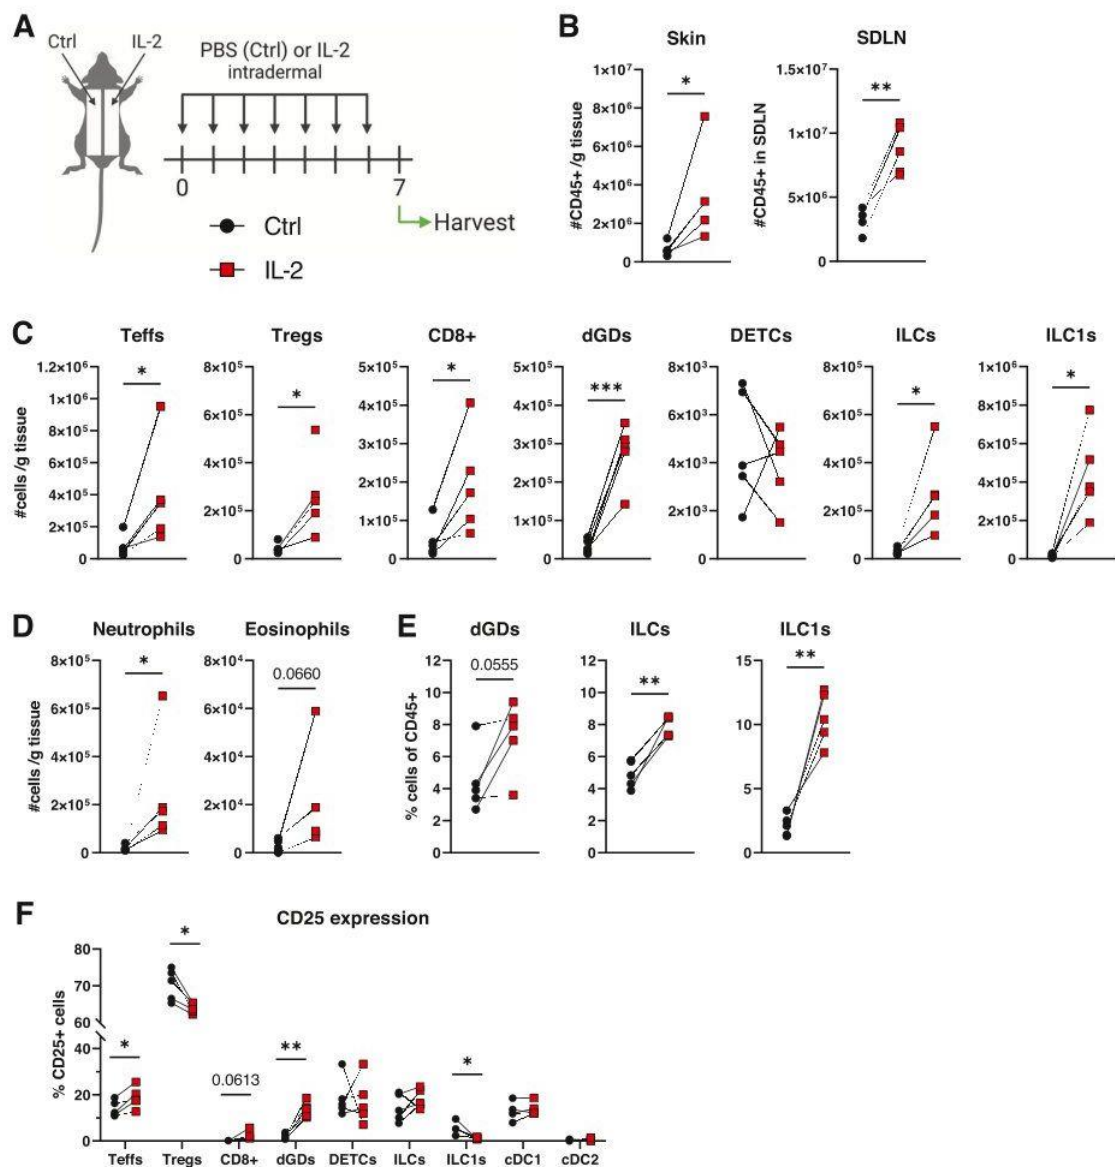 A
Ctrl
IL-2
PBS (Ctrl) or IL-2
intradermal
0
7
Harvest
Ctrl
IL-2
B
Skin
#CD45+ /g tissue
1×10⁷
8×10⁶
6×10⁶
4×10⁶
2×10⁶
0
*
SDLN
#CD45+ in SDLN
1.5×10⁷
1×10⁷
5×10⁶
0
**
C
#cells /g tissue
Teffs
1.2×10⁶
1×10⁶
8×10⁵
6×10⁵
4×10⁵
2×10⁵
0
*
Tregs
8×10⁵
6×10⁵
4×10⁵
2×10⁵
0
*
CD8+
5×10⁵
4×10⁵
3×10⁵
2×10⁵
1×10⁵
0
*
dGDs
5×10⁵
4×10⁵
3×10⁵
2×10⁵
1×10⁵
0
***
DETCs
8×10³
6×10³
4×10³
2×10³
0
ILCs
8×10⁵
6×10⁵
4×10⁵
2×10⁵
0
*
ILC1s
1×10⁶
8×10⁵
6×10⁵
4×10⁵
2×10⁵
0
*
D
#cells /g tissue
Neutrophils
8×10⁵
6×10⁵
4×10⁵
2×10⁵
0
*
Eosinophils
8×10⁴
6×10⁴
4×10⁴
2×10⁴
0
0.0660
E
% cells of CD45+
dGDs
12
10
8
6
4
2
0
0.0555
ILCs
12
10
8
6
4
2
0
**
ILC1s
15
10
5
0
**
F
CD25 expression
% CD25+ cells
80
70
60
40
20
0
*
*
0.0613
**
*
Teffs
Tregs
CD8+
dGDs
DETCs
ILCs
ILC1s
cDC1
cDC2